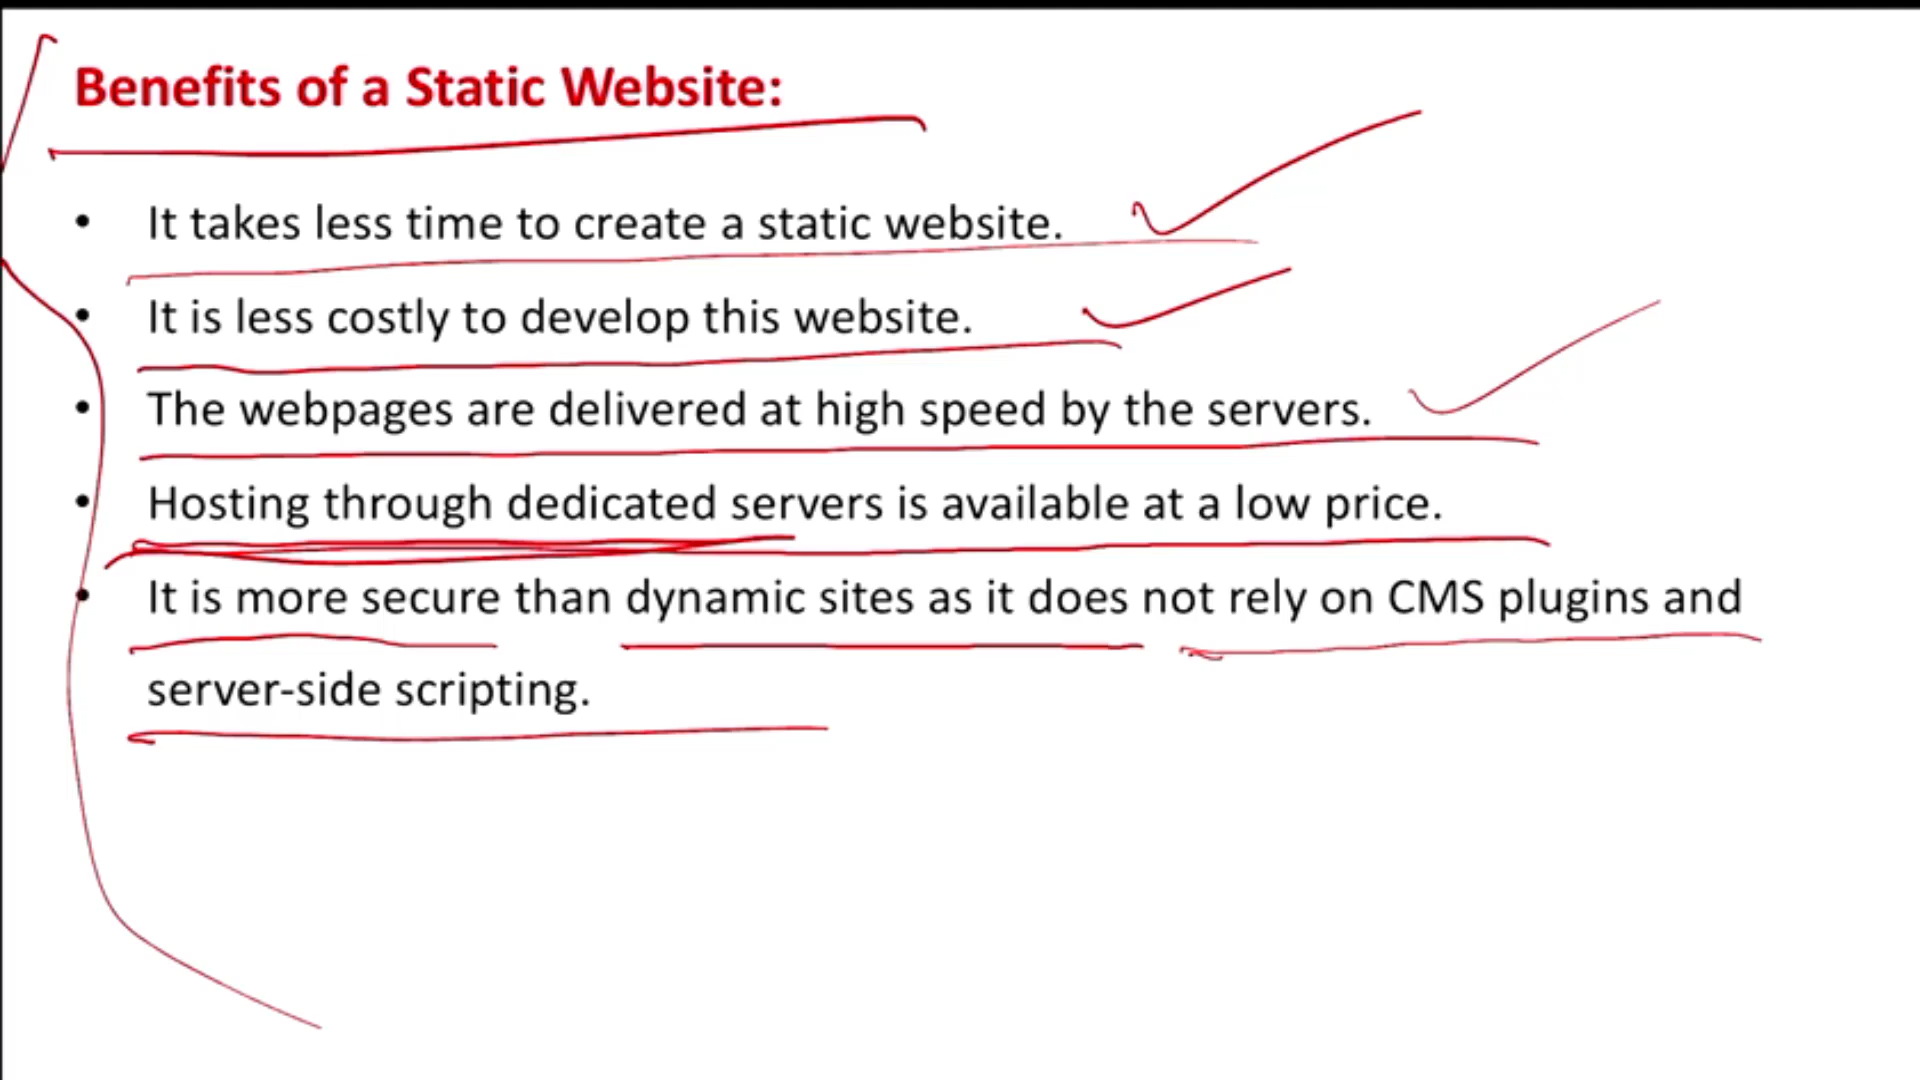 Benefits of a Static Website:
• It takes less time to create a static website.
• It is less costly to develop this website.
• The webpages are delivered at high speed by the servers.
• Hosting through dedicated servers is available at a low price.
• It is more secure than dynamic sites as it does not rely on CMS plugins and
server-side scripting.